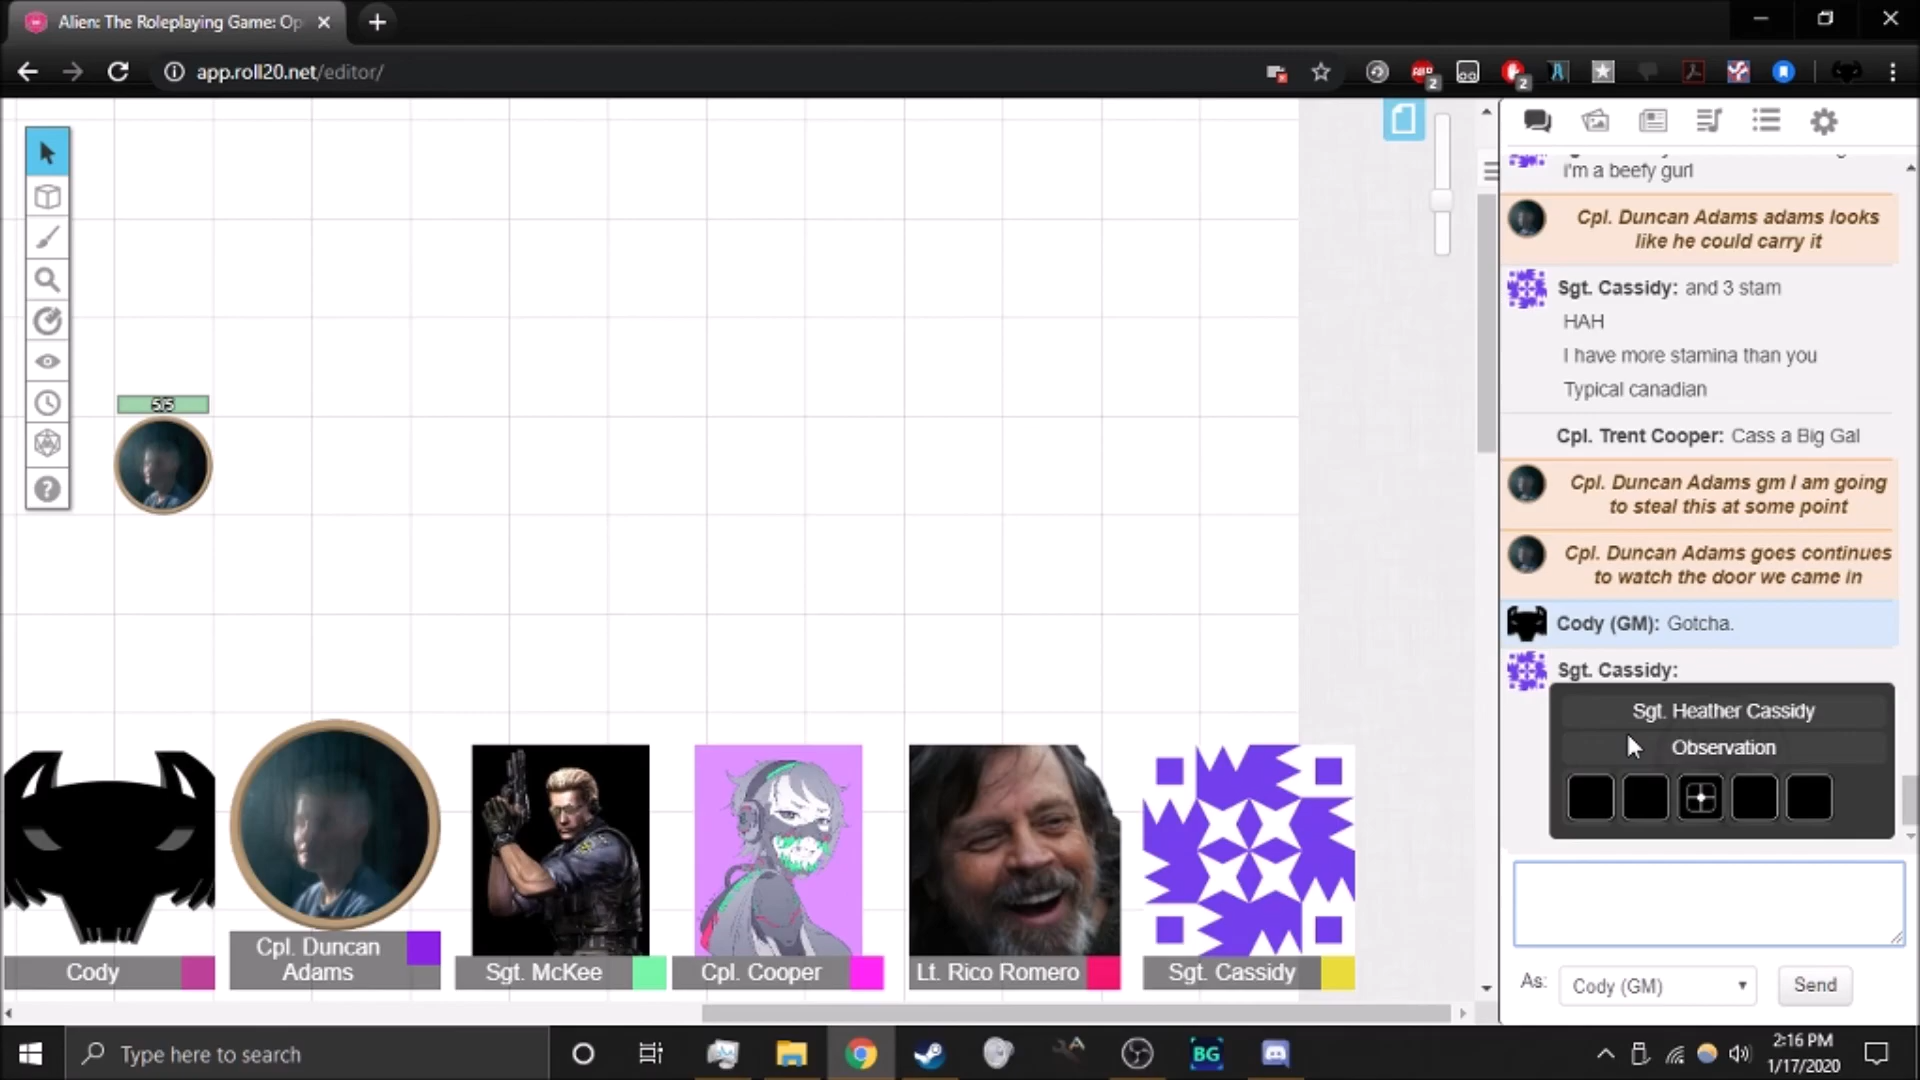 Alien: The Roleplaying Game: Op
app.roll20.net/editor/
2
2
i'm a beefy gurl
Cpl. Duncan Adams adams looks
like he could carry it
Sgt. Cassidy: and 3 stam
HAH
I have more stamina than you
Typical canadian
Cpl. Trent Cooper: Cass a Big Gal
Cpl. Duncan Adams gm I am going
to steal this at some point
Cpl. Duncan Adams goes continues
to watch the door we came in
Cody (GM): Gotcha.
Sgt. Cassidy:
Sgt. Heather Cassidy
Observation
5/5
Cody
Cpl. Duncan
Adams
Sgt. McKee
Cpl. Cooper
Lt. Rico Romero
Sgt. Cassidy
As:
Cody (GM)
Send
Type here to search
BG
2:16 PM
1/17/2020